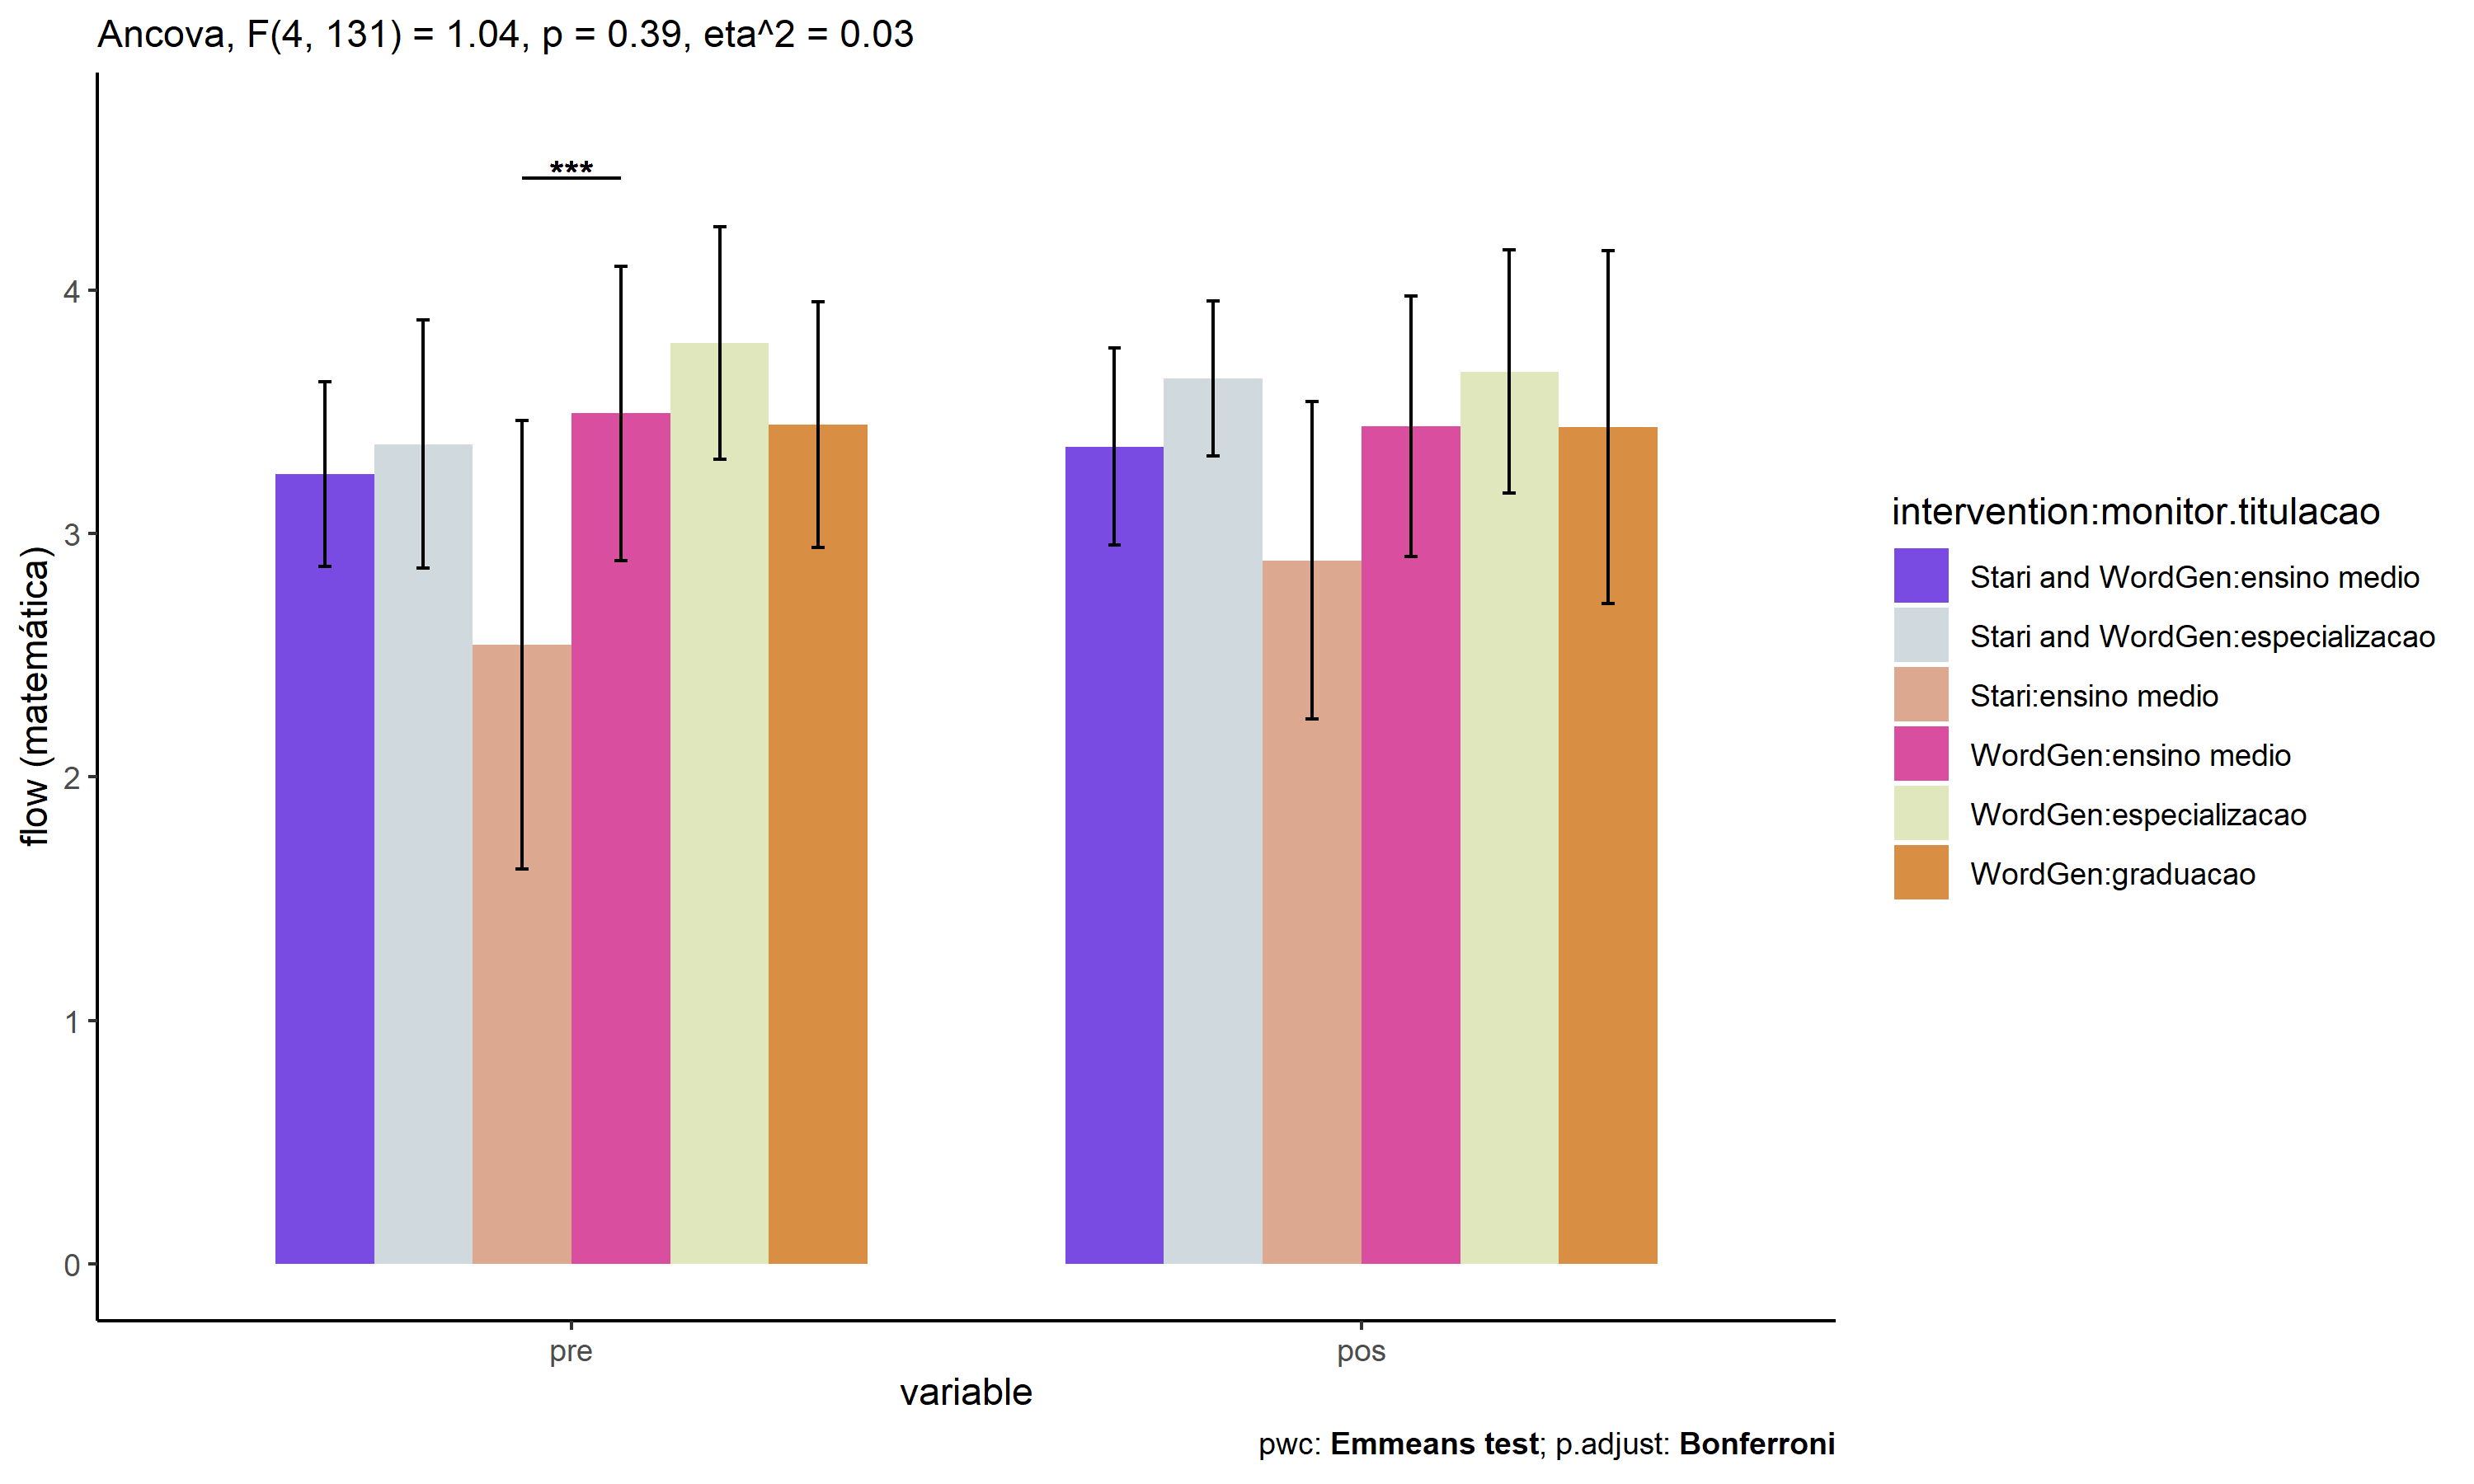 Ancova, F(4, 131) = 1.04, p = 0.39, eta^2 = 0.03
***
4
3
2
1
0
flow (matemática)
pre
pos
variable
pwc: Emmeans test; p.adjust: Bonferroni
intervention:monitor.titulacao
Stari and WordGen:ensino medio
Stari and WordGen:especializacao
Stari:ensino medio
WordGen:ensino medio
WordGen:especializacao
WordGen:graduacao